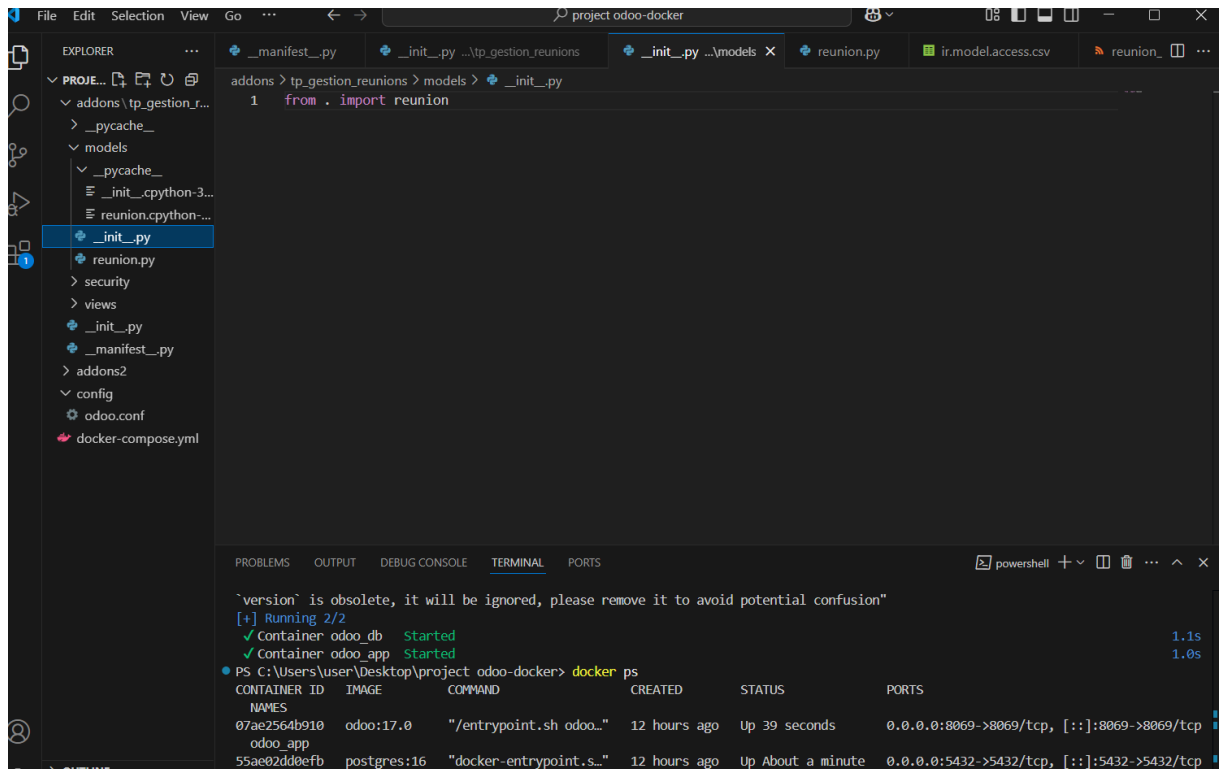 File Edit Selection View Go ··· project odoo-docker
EXPLORER ···
PROJE...
addons\tp_gestion_r...
__pycache__
models
__pycache__
__init__.cpython-3...
reunion.cpython-...
__init__.py
reunion.py
security
views
__init__.py
__manifest__.py
addons2
config
odoo.conf
docker-compose.yml
1
__manifest__.py __init__.py ...\tp_gestion_reunions __init__.py ...\models reunion.py ir.model.access.csv reunion_ ···
addons > tp_gestion_reunions > models > __init__.py
1 from . import reunion
PROBLEMS OUTPUT DEBUG CONSOLE TERMINAL PORTS powershell ···
`version` is obsolete, it will be ignored, please remove it to avoid potential confusion"
[+] Running 2/2
✓ Container odoo_db Started 1.1s
✓ Container odoo_app Started 1.0s
PS C:\Users\user\Desktop\project odoo-docker> docker ps
CONTAINER ID IMAGE COMMAND CREATED STATUS PORTS
NAMES
07ae2564b910 odoo:17.0 "/entrypoint.sh odoo…" 12 hours ago Up 39 seconds 0.0.0.0:8069->8069/tcp, [::]:8069->8069/tcp
odoo_app
55ae02dd0efb postgres:16 "docker-entrypoint.s…" 12 hours ago Up About a minute 0.0.0.0:5432->5432/tcp, [::]:5432->5432/tcp